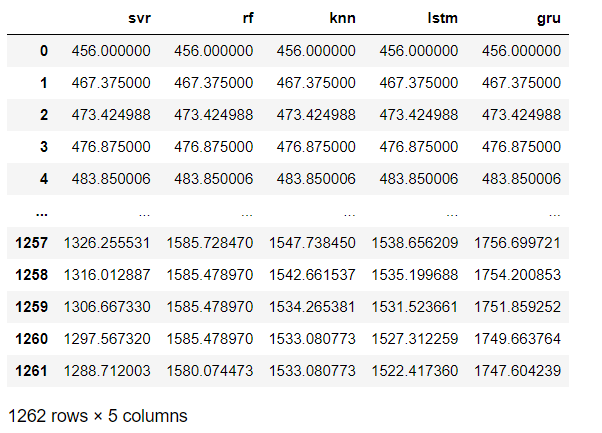 svr rf knn lstm gru
0 456.000000 456.000000 456.000000 456.000000 456.000000
1 467.375000 467.375000 467.375000 467.375000 467.375000
2 473.424988 473.424988 473.424988 473.424988 473.424988
3 476.875000 476.875000 476.875000 476.875000 476.875000
4 483.850006 483.850006 483.850006 483.850006 483.850006
... ... ... ... ... ...
1257 1326.255531 1585.728470 1547.738450 1538.656209 1756.699721
1258 1316.012887 1585.478970 1542.661537 1535.199688 1754.200853
1259 1306.667330 1585.478970 1534.265381 1531.523661 1751.859252
1260 1297.567320 1585.478970 1533.080773 1527.312259 1749.663764
1261 1288.712003 1580.074473 1533.080773 1522.417360 1747.604239
1262 rows × 5 columns